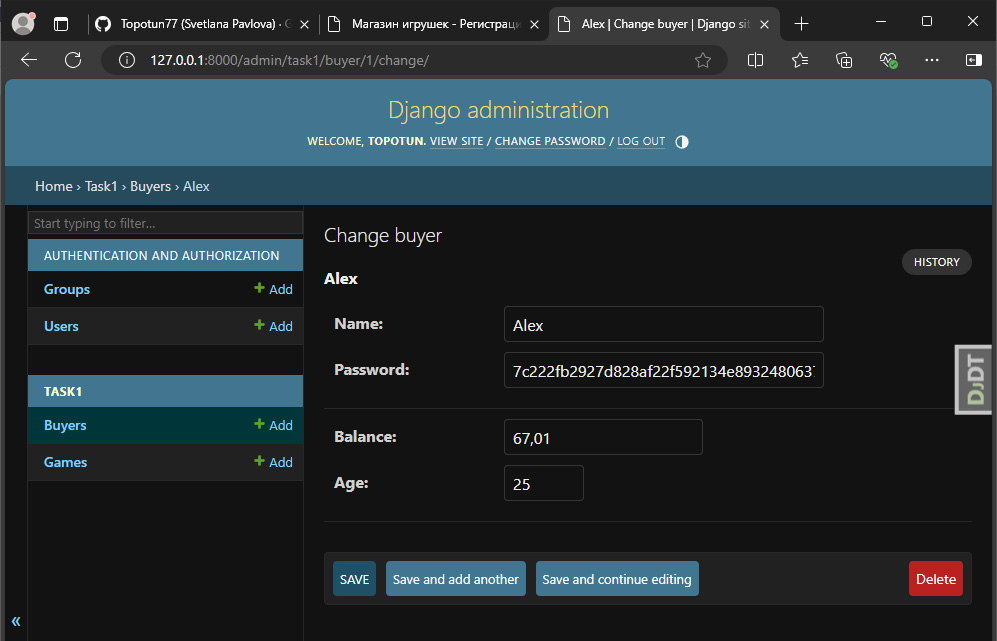 Topotun77 (Svetlana Pavlova) · G
Магазин игрушек - Регистраци
Alex | Change buyer | Django sit
127.0.0.1:8000/admin/task1/buyer/1/change/
Django administration
WELCOME, TOPOTUN. VIEW SITE / CHANGE PASSWORD / LOG OUT
Home › Task1 › Buyers › Alex
Start typing to filter...
AUTHENTICATION AND AUTHORIZATION
Groups + Add
Users + Add
TASK1
Buyers + Add
Games + Add
«
Change buyer
HISTORY
Alex
Name: Alex
Password: 7c222fb2927d828af22f592134e8932480637
Balance: 67,01
Age: 25
SAVE Save and add another Save and continue editing Delete
DJDT